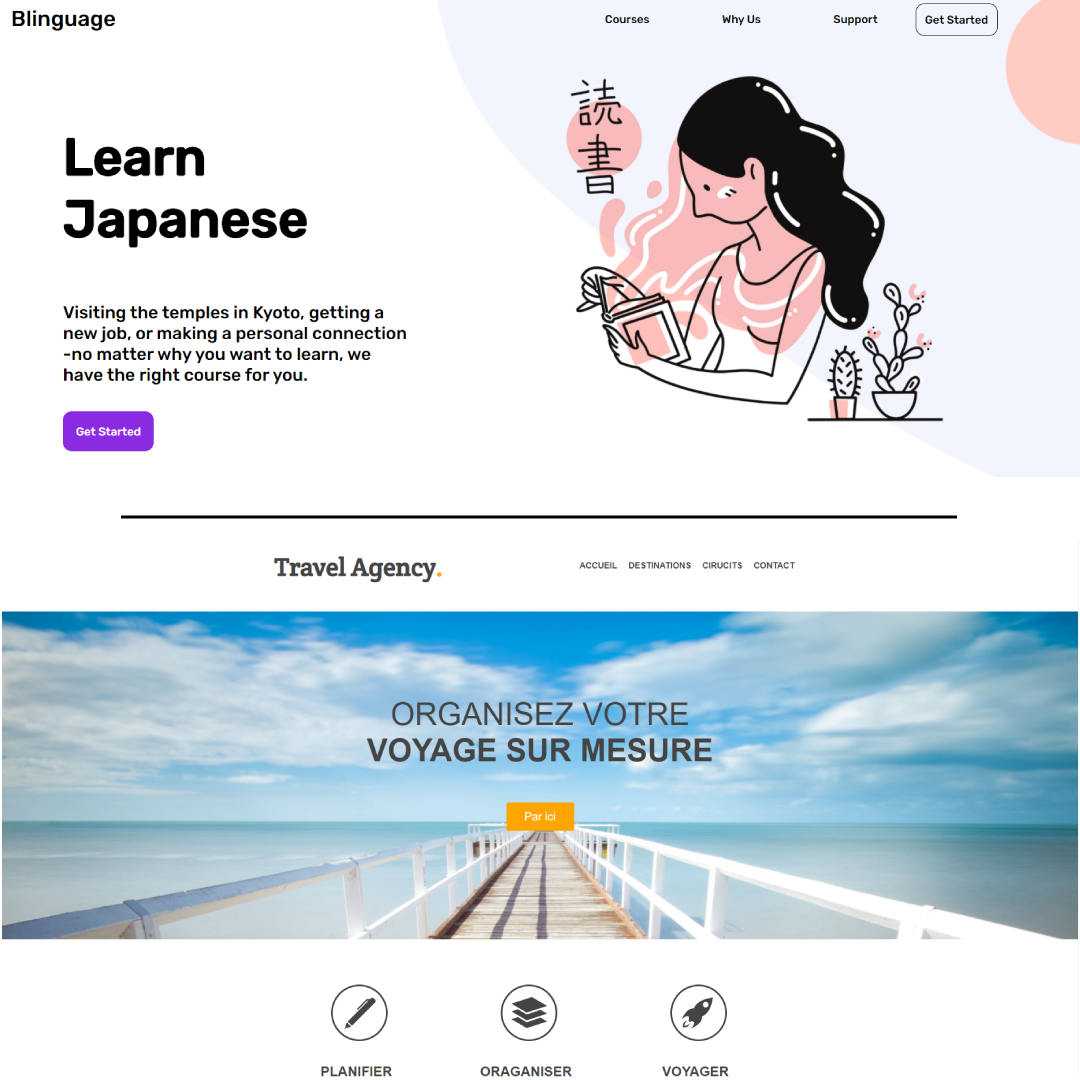 Blinguage
Courses
Why Us
Support
Get Started
読
書
Learn
Japanese
Visiting the temples in Kyoto, getting a
new job, or making a personal connection
-no matter why you want to learn, we
have the right course for you.
Get Started
Travel Agency.
ACCUEIL
DESTINATIONS
CIRUCITS
CONTACT
ORGANISEZ VOTRE
VOYAGE SUR MESURE
Par ici
PLANIFIER
ORAGANISER
VOYAGER